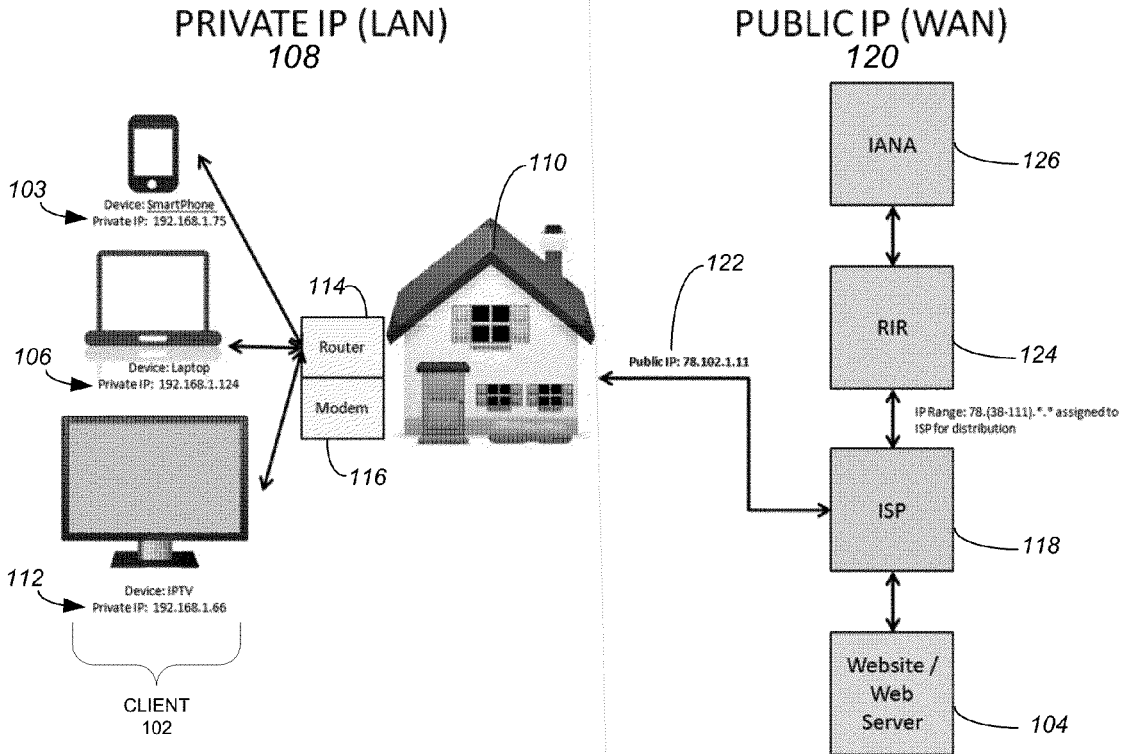 PRIVATE IP (LAN)
108
PUBLIC IP (WAN)
120
103
Device: SmartPhone
Private IP: 192.168.1.75
106
Device: Laptop
Private IP: 192.168.1.124
112
Device: IPTV
Private IP: 192.168.1.66
CLIENT
102
114
Router
Modem
116
110
122
Public IP: 78.102.1.11
IANA
126
RIR
124
IP Range: 78.(38-111).*.* assigned to
ISP for distribution
ISP
118
Website /
Web
Server
104